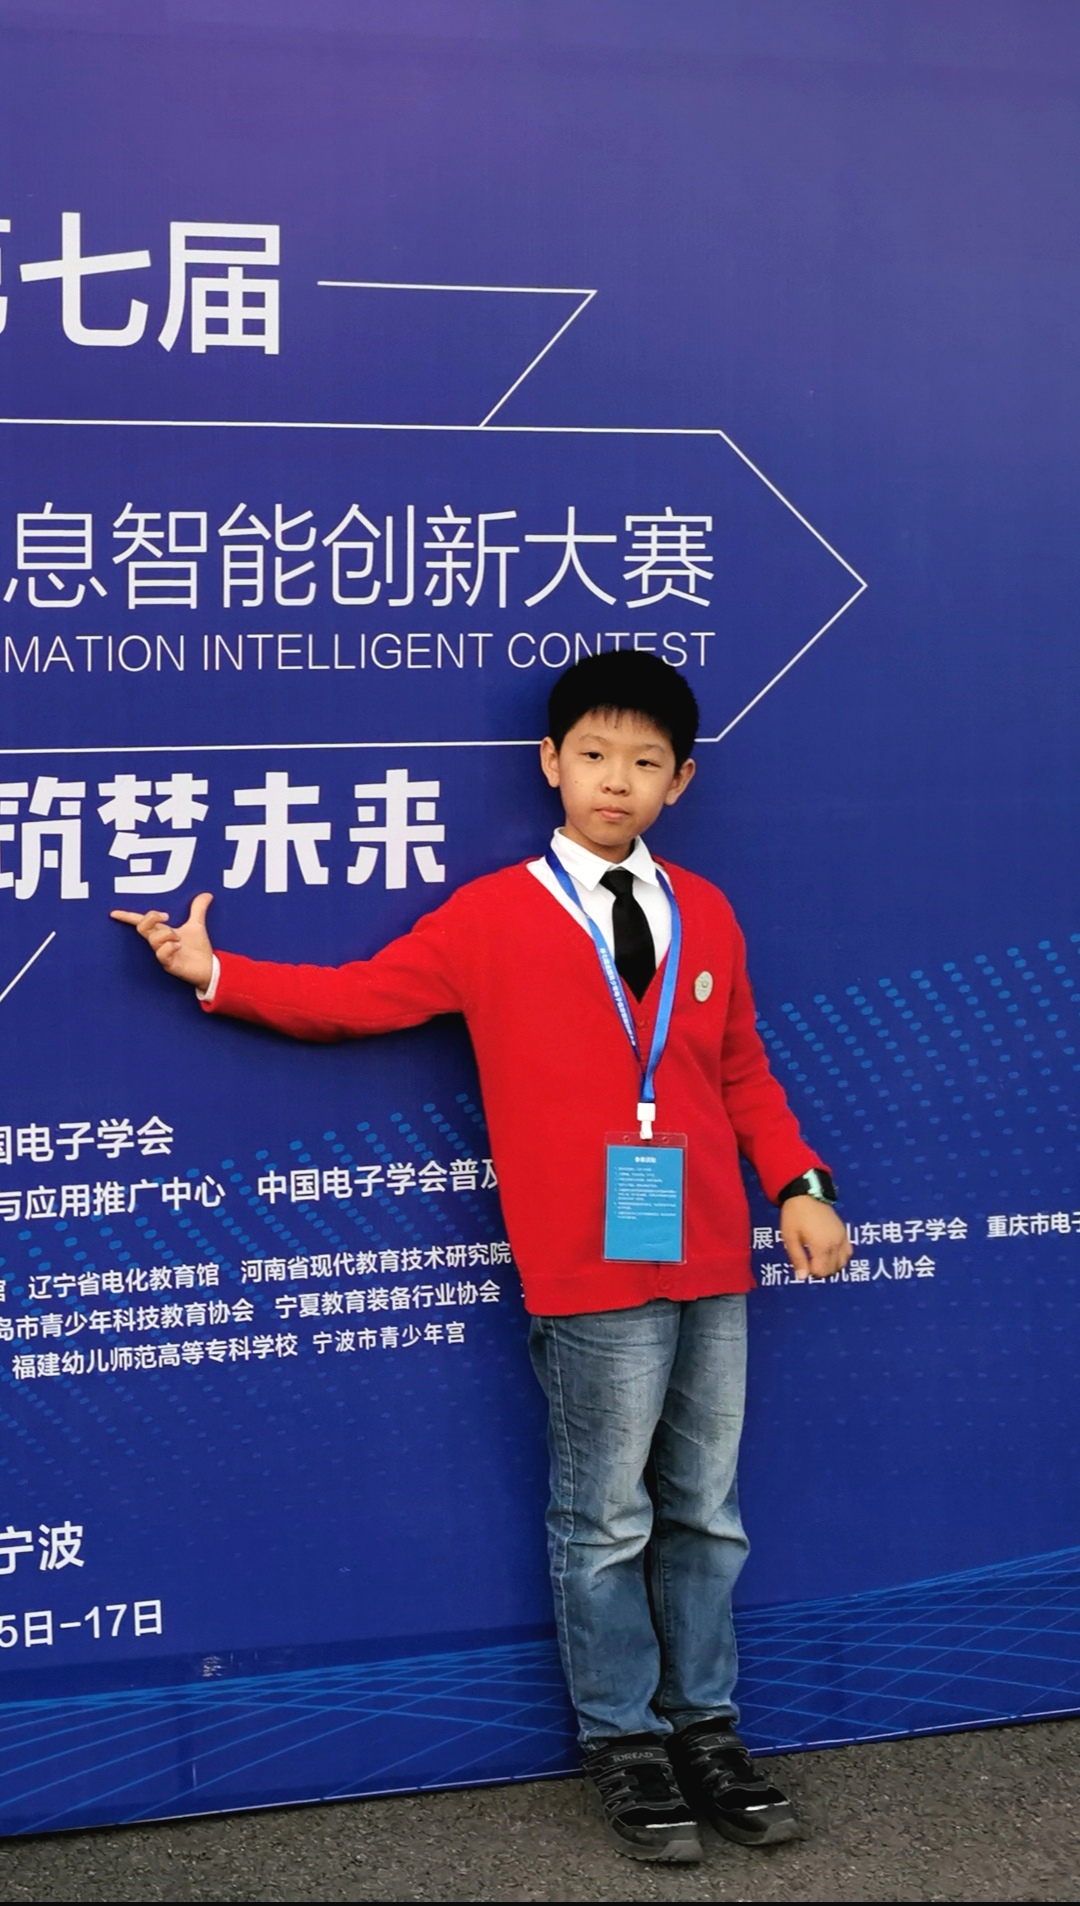 第七届
息智能创新大赛
MATION INTELLIGENT CONTEST
筑梦未来
国电子学会
与应用推广中心 中国电子学会普及
馆 辽宁省电化教育馆 河南省现代教育技术研究院 展中 山东电子学会 重庆市电子
岛市青少年科技教育协会 宁夏教育装备行业协会 浙江省机器人协会
福建幼儿师范高等专科学校 宁波市青少年宫
宁波
5日-17日
TOREAD